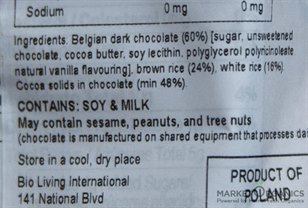 Sodium 0 mg 0 mg
Ingredients: Belgian dark chocolate (60%) [sugar, unsweetened
chocolate, cocoa butter, soy lecithin, polyglycerol polyricinoleate
natural vanilla flavouring], brown rice (24%), white rice (16%).
Cocoa solids in chocolate (min 48%).
CONTAINS: SOY & MILK
May contain sesame, peanuts, and tree nuts
(chocolate is manufactured on shared equipment that processes dai
Store in a cool, dry place
Bio Living International
141 National Blvd
PRODUCT OF
POLAND